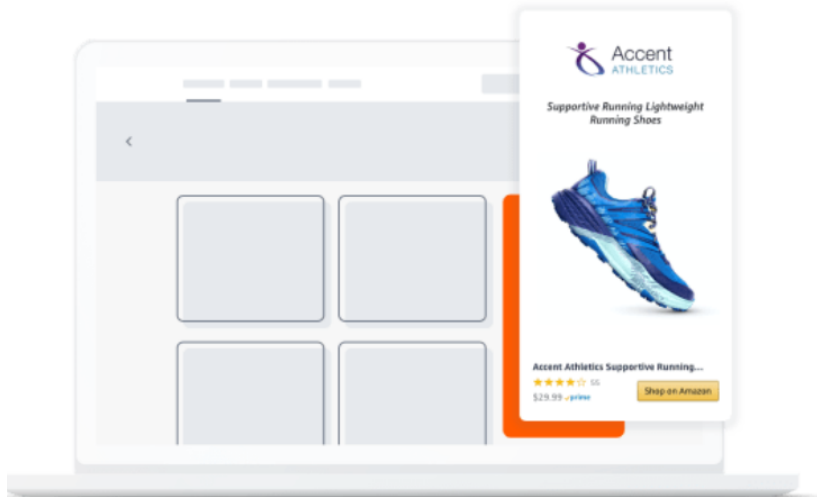 Accent
ATHLETICS
Supportive Running Lightweight
Running Shoes
Accent Athletics Supportive Running...
55
$29.99 prime
Shop on Amazon